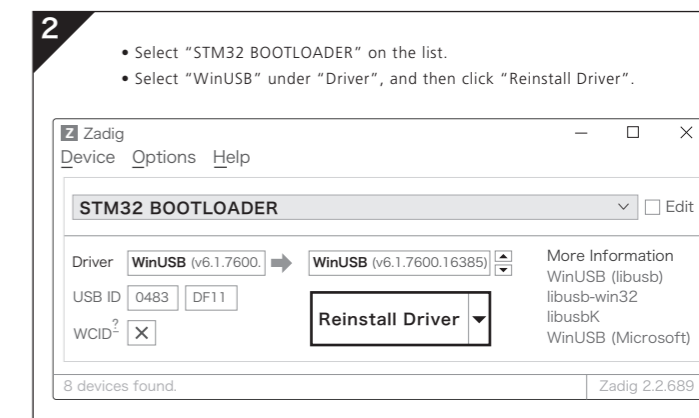 2
• Select “STM32 BOOTLOADER” on the list.
• Select “WinUSB” under “Driver”, and then click “Reinstall Driver”.
Z Zadig
Device Options Help
STM32 BOOTLOADER Edit
Driver WinUSB (v6.1.7600. WinUSB (v6.1.7600.16385)
USB ID 0483 DF11
WCID?
Reinstall Driver
More Information
WinUSB (libusb)
libusb-win32
libusbK
WinUSB (Microsoft)
8 devices found. Zadig 2.2.689